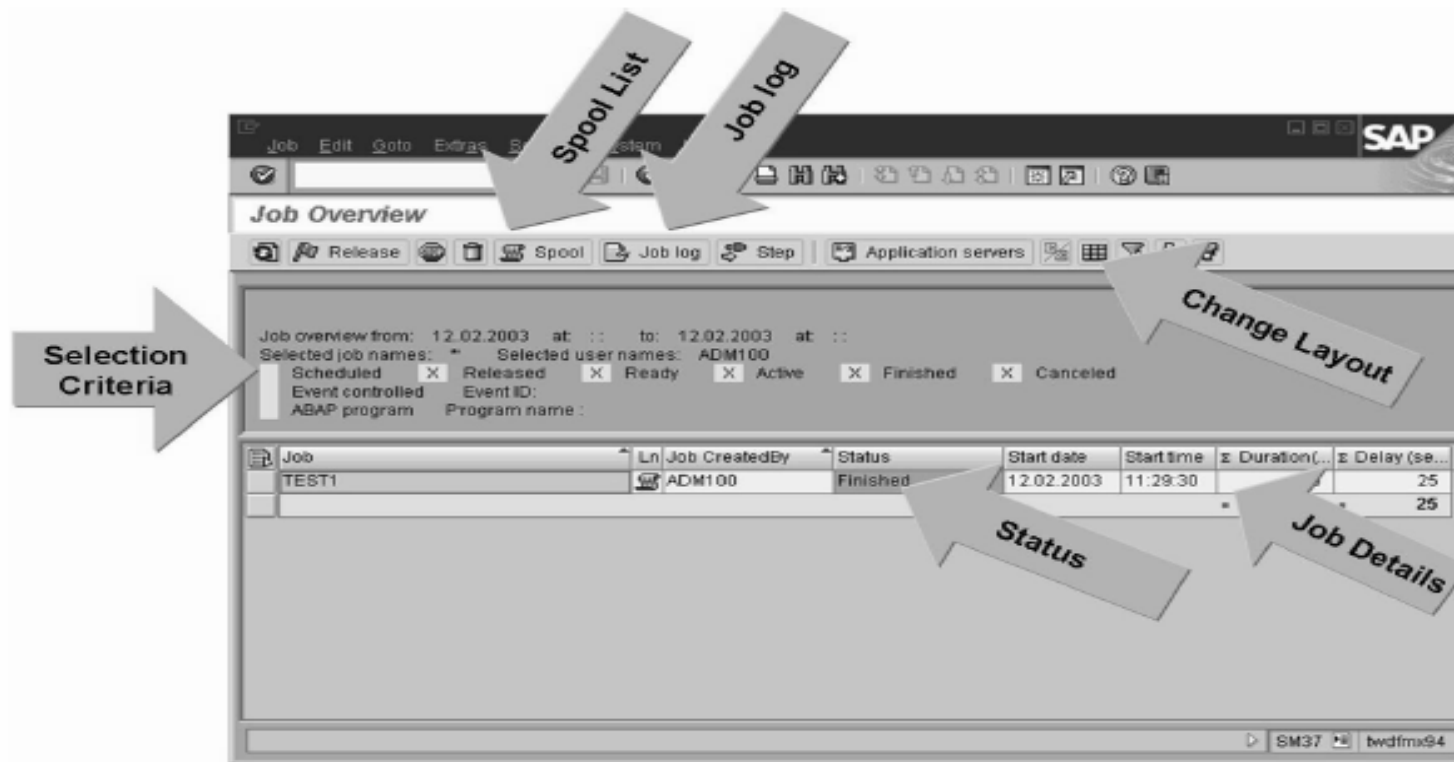 Spool List
Job log
Job Edit Goto Extras
SAP
Job Overview
Release Spool Job log Step Application servers
Change Layout
Selection
Criteria
Job overview from: 12.02.2003 at: : : to: 12.02.2003 at: : :
Selected job names: * Selected user names: ADM100
Scheduled X Released X Ready X Active X Finished X Canceled
Event controlled Event ID:
ABAP program Program name :
Job Ln Job CreatedBy Status Start date Start time Σ Duration(... Σ Delay (se...
TEST1 ADM100 Finished 12.02.2003 11:29:30 25
25
Status
Job Details
SM37 twdfmx94